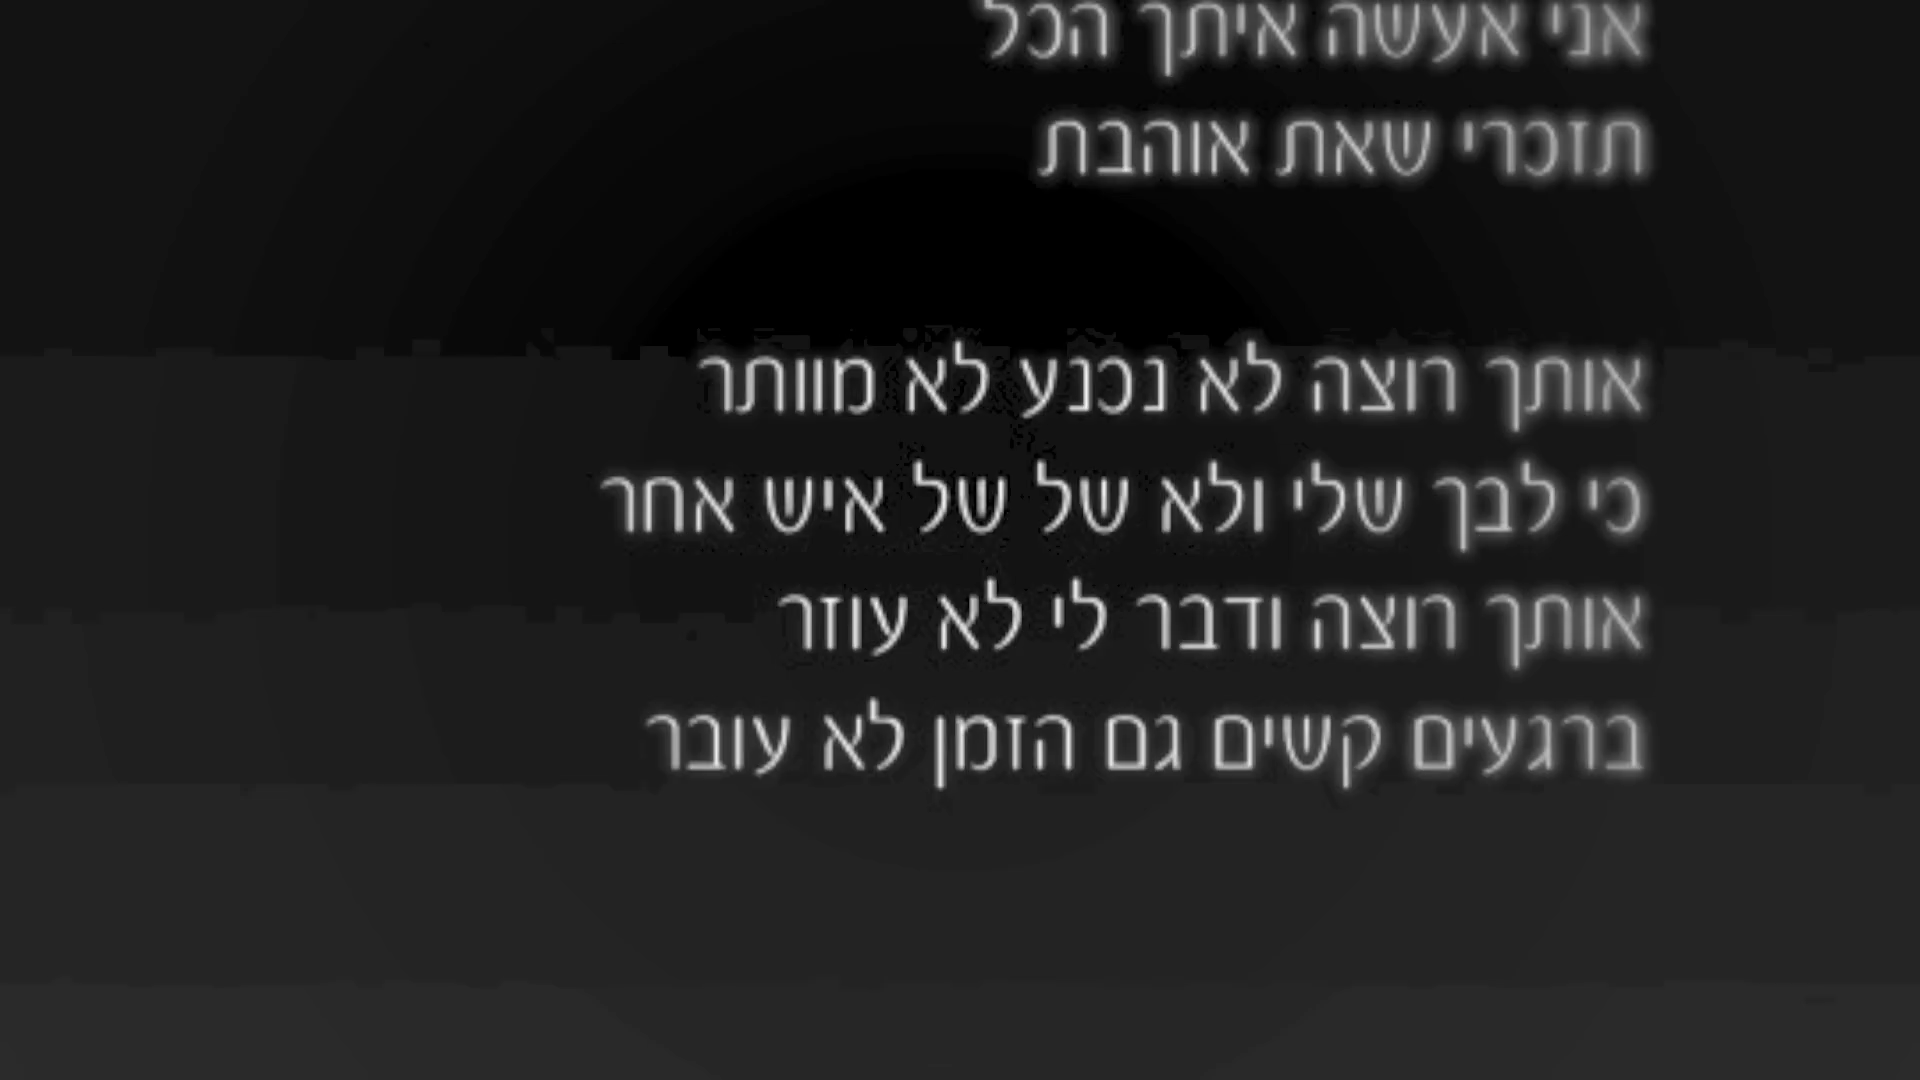 אני אעשה איתך הכל
תזכרי שאת אוהבת
אותך רוצה לא נכנע לא מוותר
כי לבך שלי ולא של של איש אחר
אותך רוצה ודבר לי לא עוזר
ברגעים קשים גם הזמן לא עובר